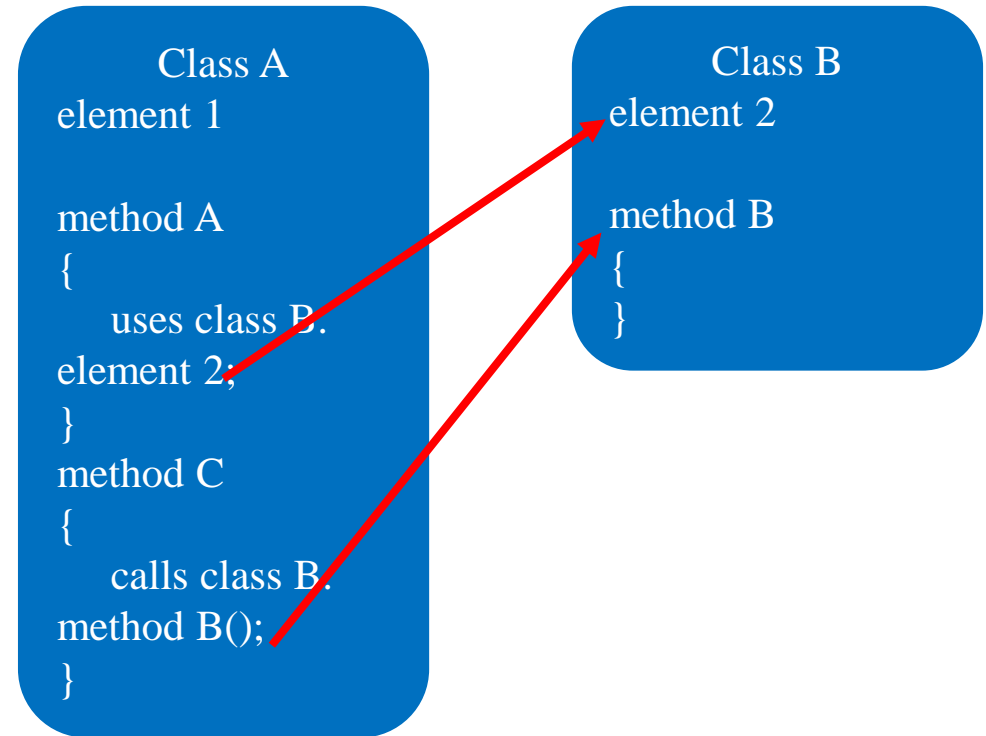 Class A
element 1
method A
{
uses class B.
element 2;
}
method C
{
calls class B.
method B();
}
Class B
element 2
method B
{
}